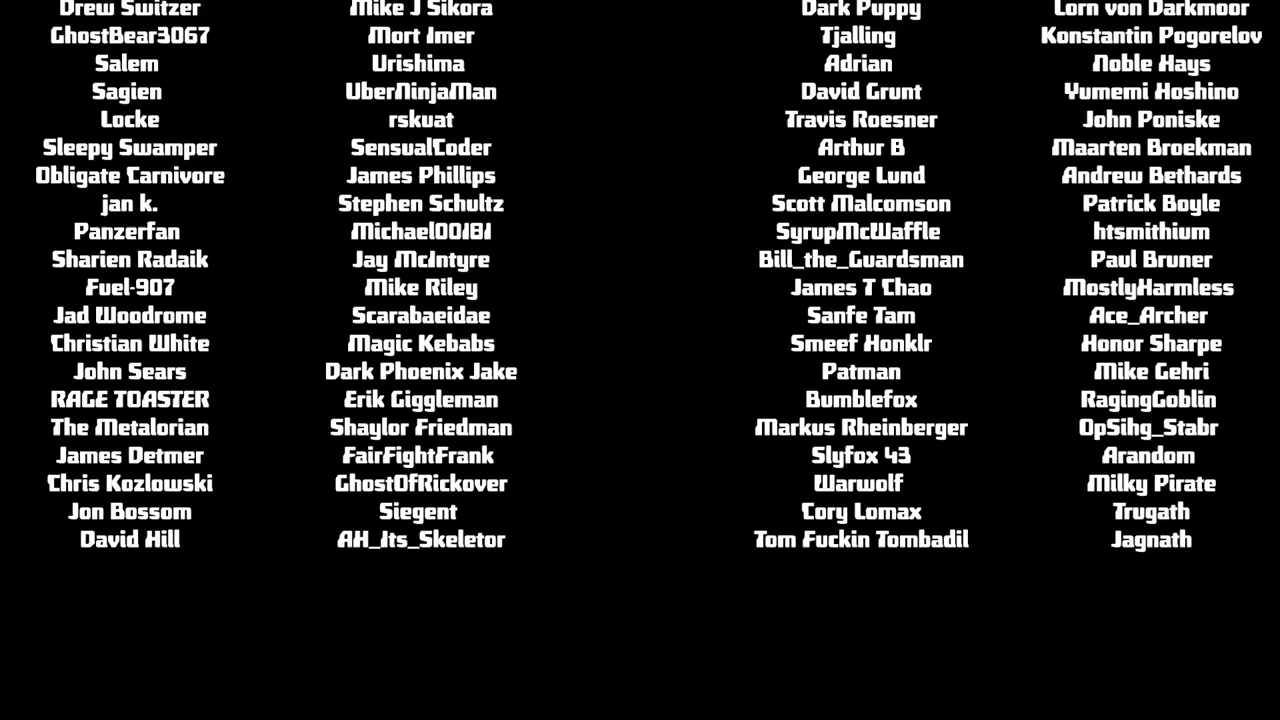 Drew Switzer Mike J Sikora Dark Puppy Lorn von Darkmoor
GhostBear3067 Mort Imer Tjalling Konstantin Pogorelov
Salem Urishima Adrian Noble Hays
Sagien UberNinjaMan David Grunt Yumemi Hoshino
Locke rskuat Travis Roesner John Poniske
Sleepy Swamper SensualCoder Arthur B Maarten Broekman
Obligate Carnivore James Phillips George Lund Andrew Bethards
jan k. Stephen Schultz Scott Malcomson Patrick Boyle
Panzerfan Michael00181 SyrupMcWaffle htsmithium
Sharien Radaik Jay McIntyre Bill_the_Guardsman Paul Bruner
Fuel-907 Mike Riley James T Chao MostlyHarmless
Jad Woodrome Scarabaeidae Sanfe Tam Ace_Archer
Christian White Magic Kebabs Smeef Honklr Honor Sharpe
John Sears Dark Phoenix Jake Patman Mike Gehri
RAGE TOASTER Erik Giggleman Bumblefox RagingGoblin
The Metalorian Shaylor Friedman Markus Rheinberger OpSihg_Stabr
James Detmer FairFightFrank Slyfox 43 Arandom
Chris Kozlowski GhostOfRickover Warwolf Milky Pirate
Jon Bossom Siegent Cory Lomax Trugath
David Hill AH_Its_Skeletor Tom Fuckin Tombadil Jagnath